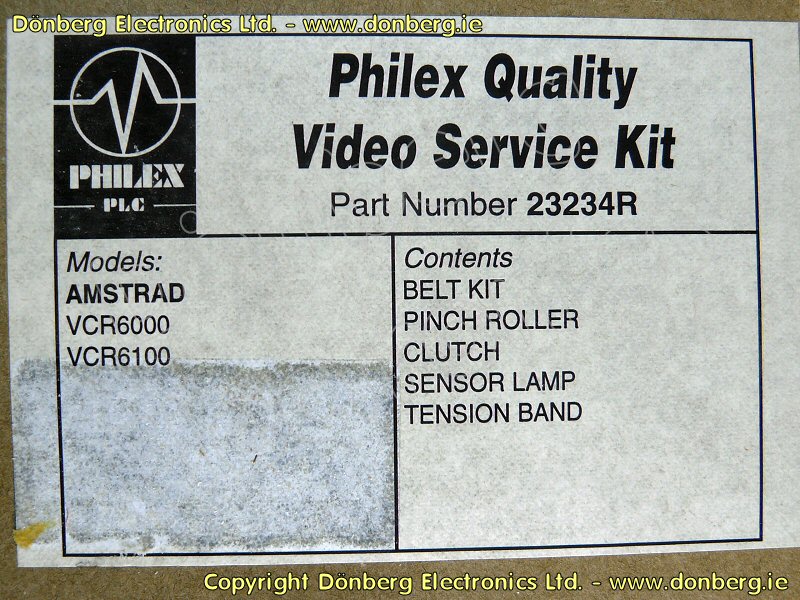 Dönberg Electronics Ltd. - www.donberg.ie
Philex Quality
Video Service Kit
Part Number 23234R
PHILEX
PLC
Models:
AMSTRAD
VCR6000
VCR6100
Contents
BELT KIT
PINCH ROLLER
CLUTCH
SENSOR LAMP
TENSION BAND
Copyright Dönberg Electronics Ltd. - www.donberg.ie